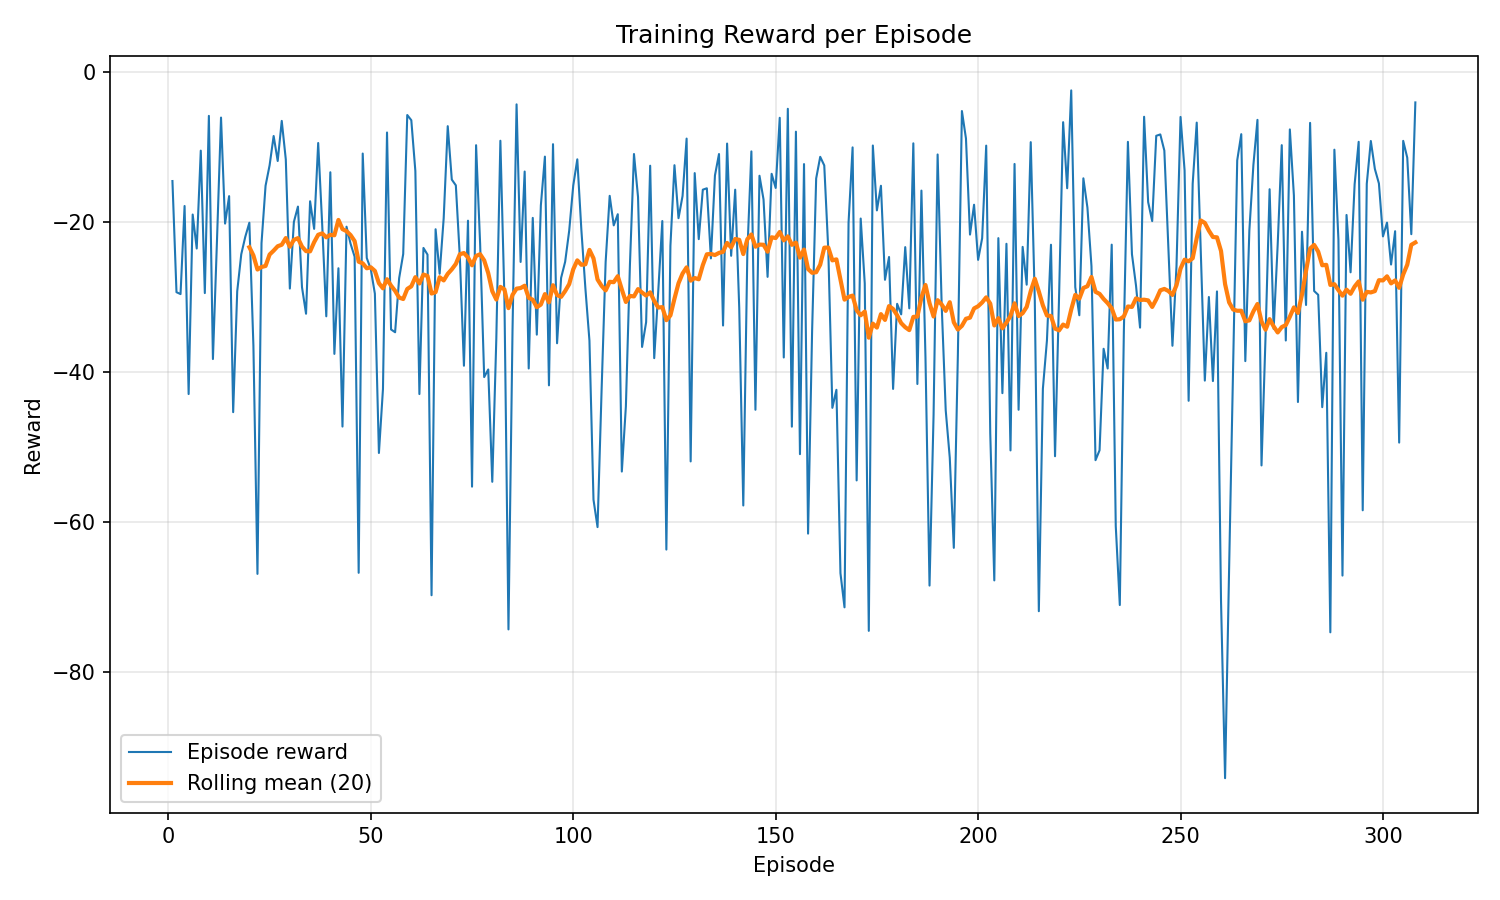 Training Reward per Episode
0
−20
−40
−60
−80
Reward
Episode reward
Rolling mean (20)
0 50 100 150 200 250 300
Episode